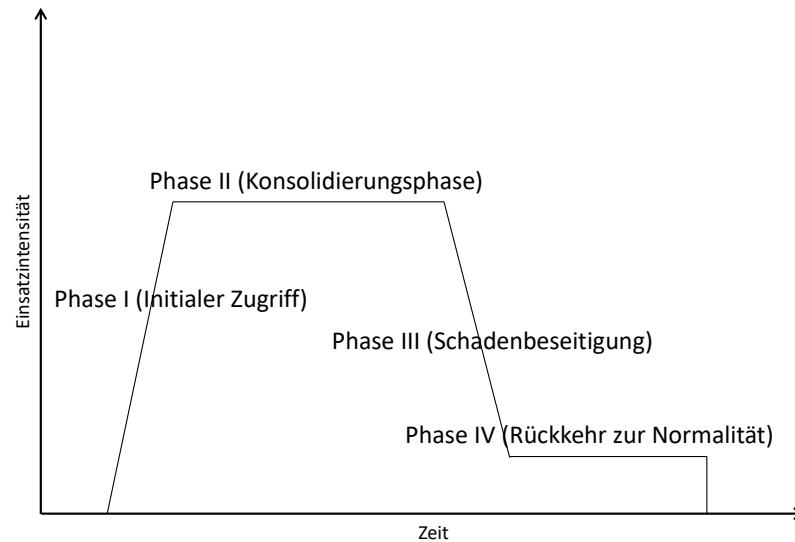 Phase II (Konsolidierungsphase)
Einsatzintensität
Phase I (Initialer Zugriff)
Phase III (Schadenbeseitigung)
Phase IV (Rückkehr zur Normalität)
Zeit